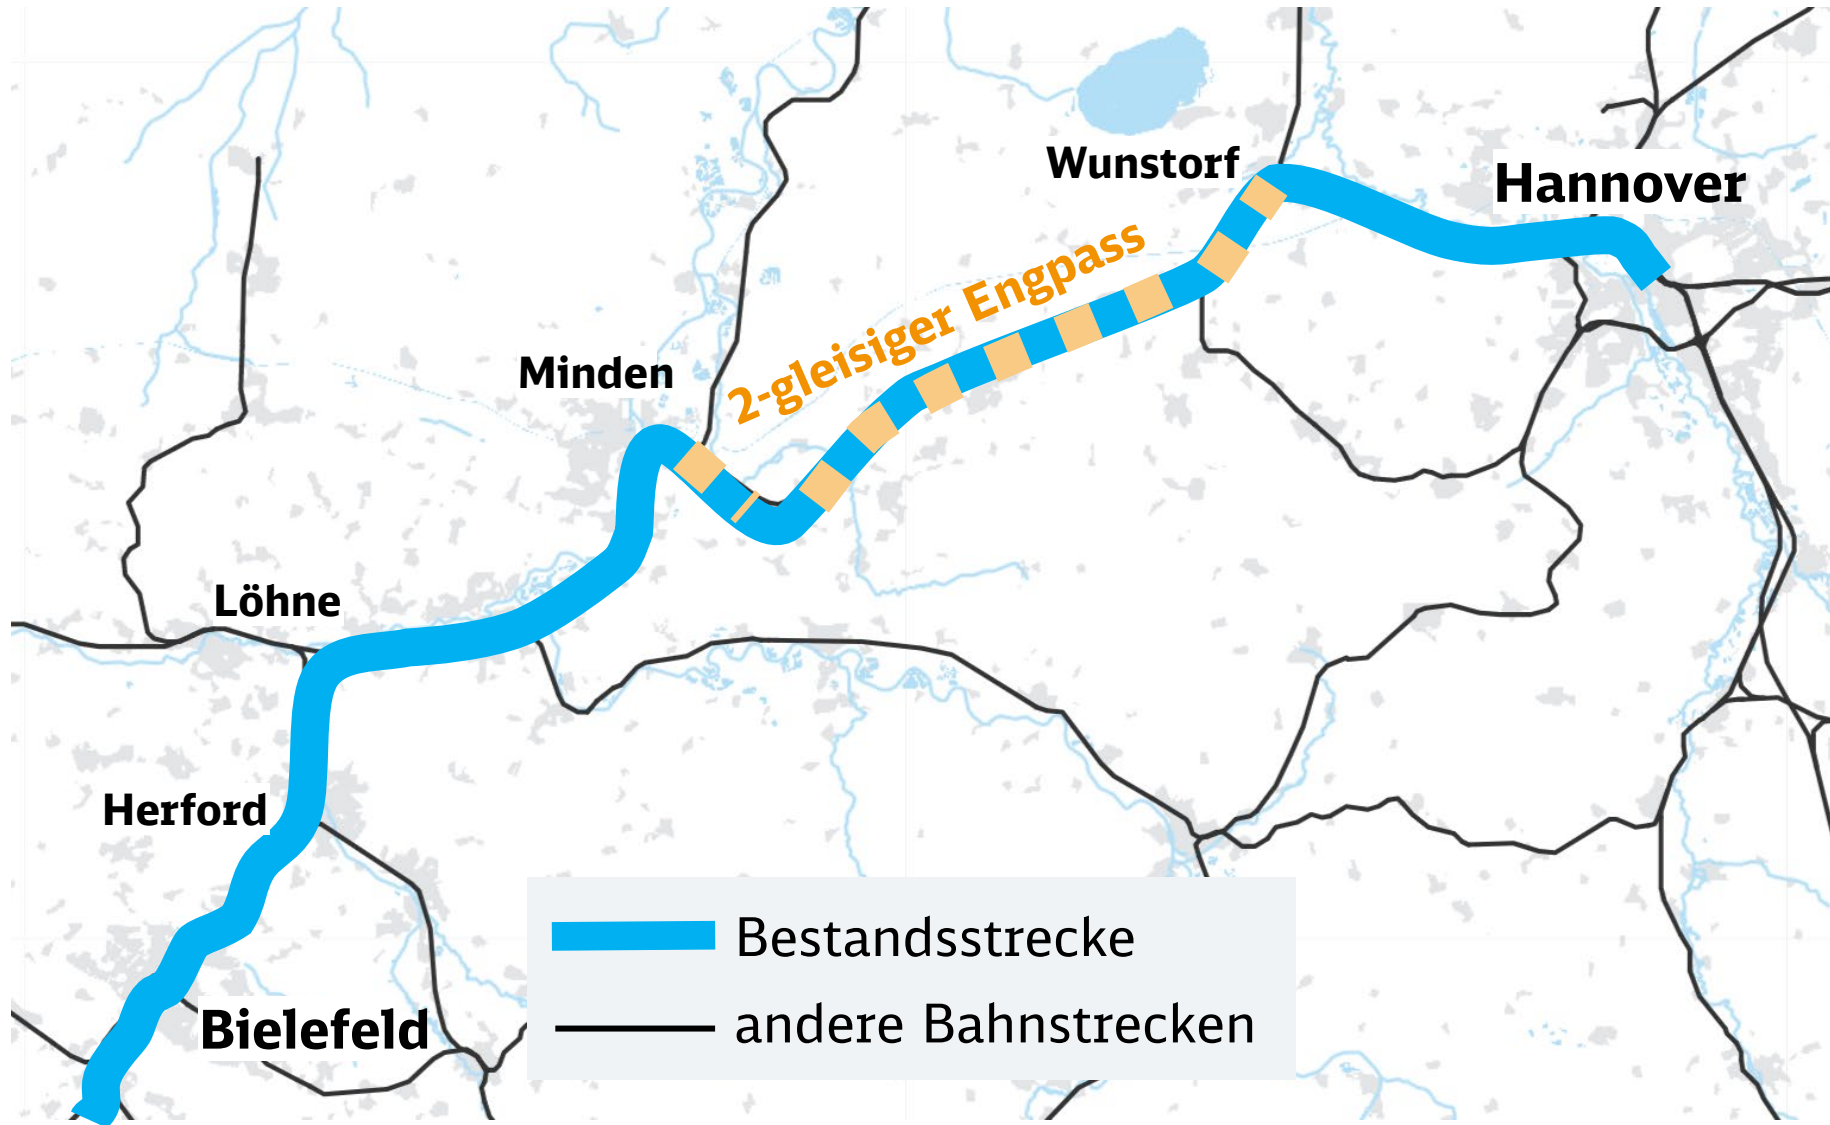 Wunstorf
Hannover
2-gleisiger Engpass
Minden
Löhne
Herford
Bielefeld
Bestandsstrecke
andere Bahnstrecken